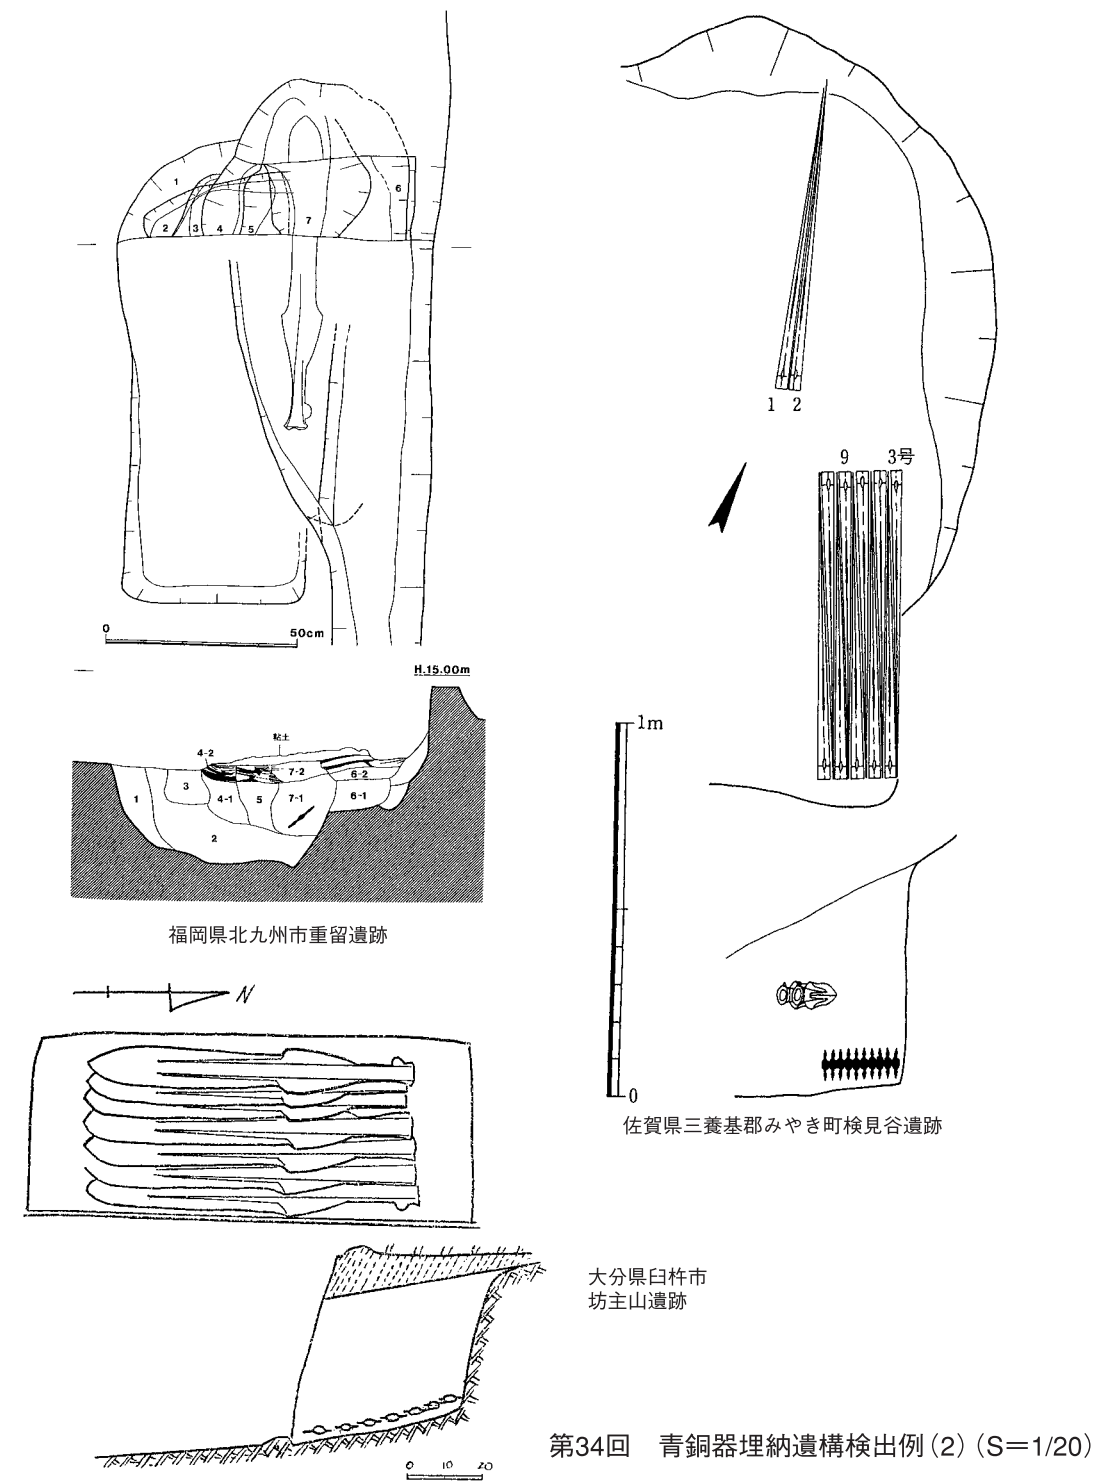 1
2
3
4
5
6
7
0
50cm
H.15.00m
粘土
4-2
7-2
6-2
1
3
4-1
5
7-1
6-1
2
福岡県北九州市重留遺跡
1
2
9
3号
1m
0
佐賀県三養基郡みやき町検見谷遺跡
N
大分県臼杵市
坊主山遺跡
0 10 20
第34回 青銅器埋納遺構検出例（2）（S＝1/20）